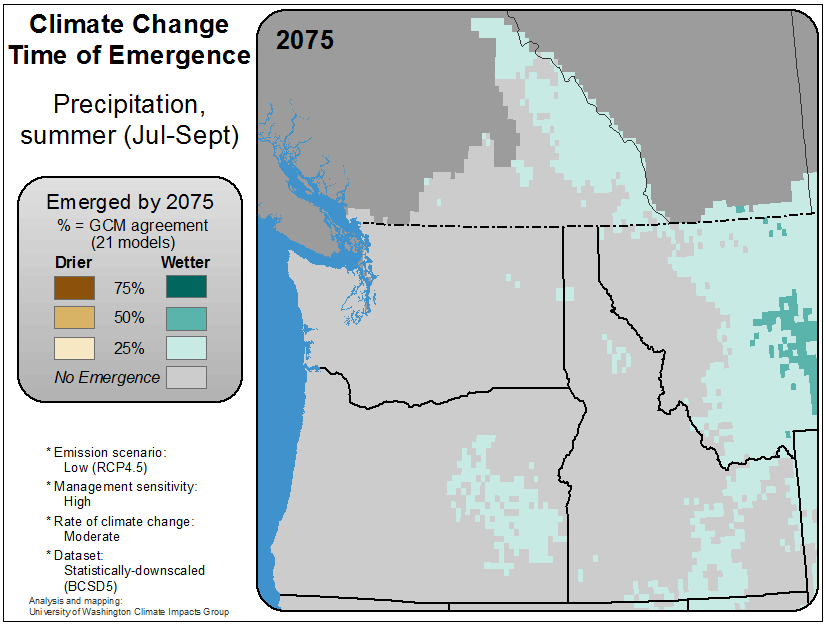 Climate Change
Time of Emergence
Precipitation,
summer (Jul-Sept)
2075
Emerged by 2075
% = GCM agreement
(21 models)
Drier Wetter
75%
50%
25%
No Emergence
* Emission scenario:
Low (RCP4.5)
* Management sensitivity:
High
* Rate of climate change:
Moderate
* Dataset:
Statistically-downscaled
(BCSD5)
Analysis and mapping:
University of Washington Climate Impacts Group